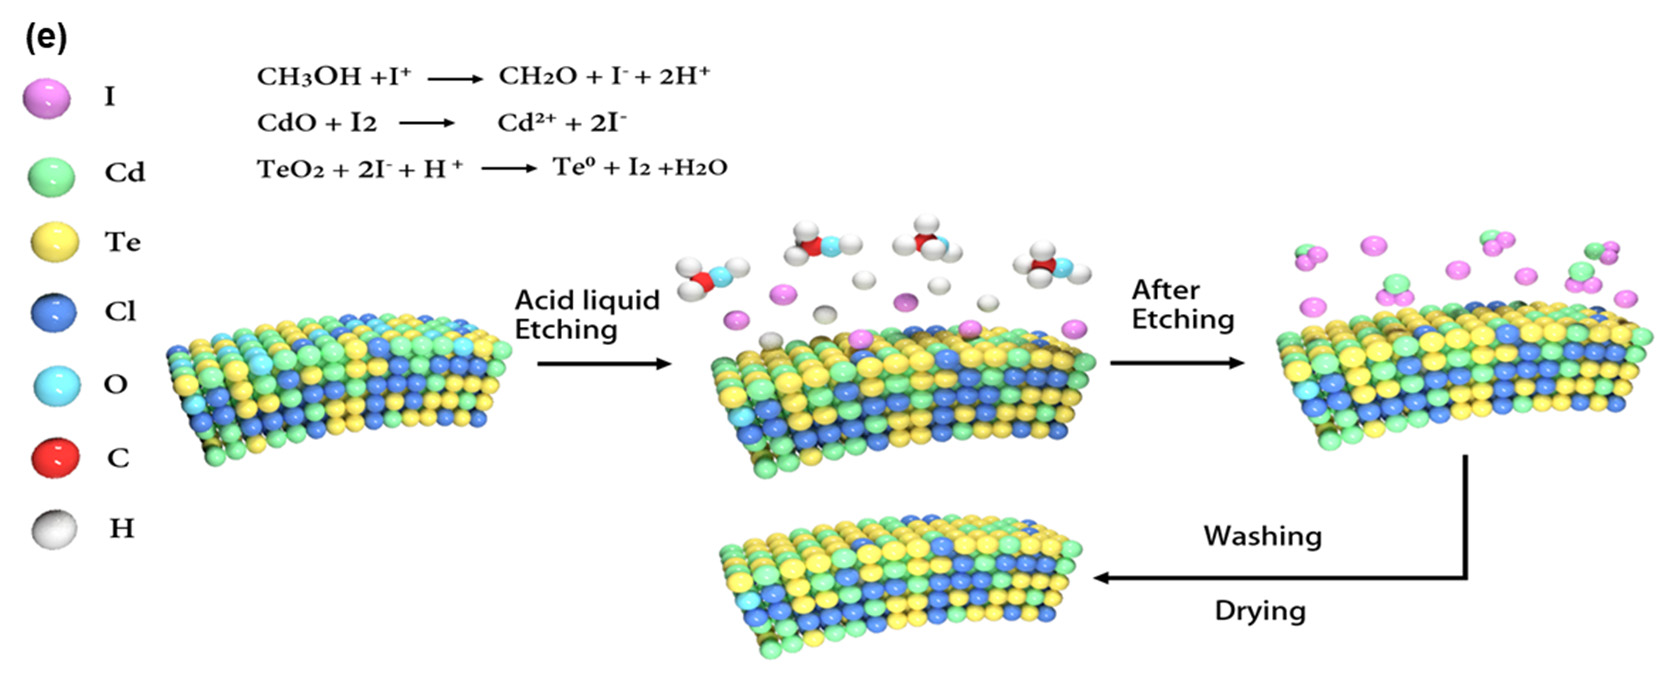 (e)
I
Cd
Te
Cl
O
C
H
CH3OH +I⁺ ⟶ CH2O + I⁻ + 2H⁺
CdO + I2 ⟶ Cd²⁺ + 2I⁻
TeO2 + 2I⁻ + H⁺ ⟶ Te⁰ + I2 +H2O
Acid liquid
Etching
After
Etching
Washing
Drying